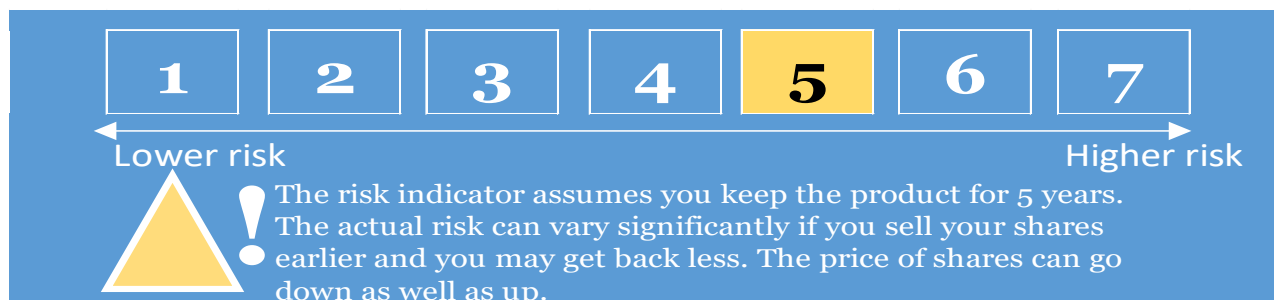 1 2 3 4 5 6 7
Lower risk Higher risk
! The risk indicator assumes you keep the product for 5 years.
The actual risk can vary significantly if you sell your shares
earlier and you may get back less. The price of shares can go
down as well as up.